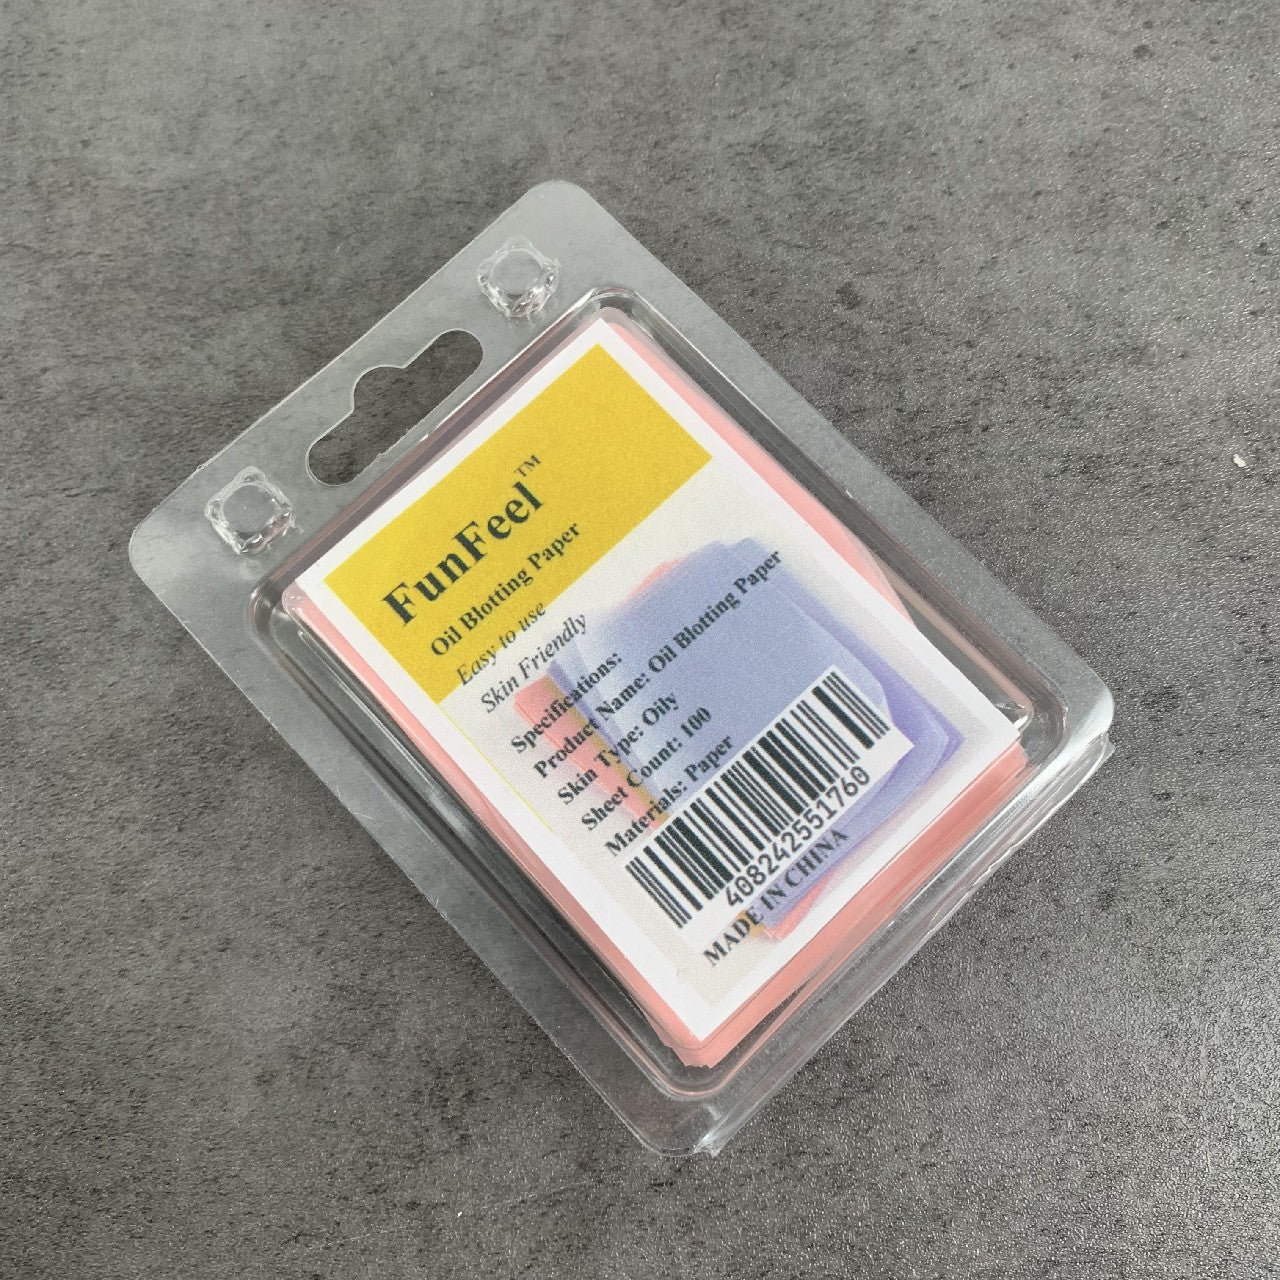 FunFeel™
Oil Blotting Paper
Easy to use
Skin Friendly
Specifications:
Product Name: Oil Blotting Paper
Skin Type: Oily
Sheet Count: 100
Materials: Paper
408242551760
MADE IN CHINA